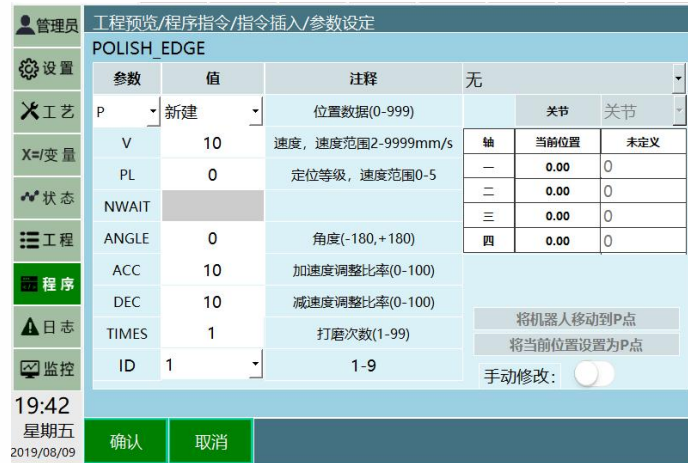 管理员
设置
工艺
X=/变量
状态
工程
程序
日志
监控
19:42
星期五
2019/08/09
工程预览/程序指令/指令插入/参数设定
POLISH_EDGE
参数 值 注释
P 新建 位置数据(0-999)
V 10 速度，速度范围2-9999mm/s
PL 0 定位等级，速度范围0-5
NWAIT
ANGLE 0 角度(-180,+180)
ACC 10 加速度调整比率(0-100)
DEC 10 减速度调整比率(0-100)
TIMES 1 打磨次数(1-99)
ID 1 1-9
无
关节 关节
轴 当前位置 未定义
一 0.00 0
二 0.00 0
三 0.00 0
四 0.00 0
将机器人移动到P点
将当前位置设置为P点
手动修改：
确认 取消